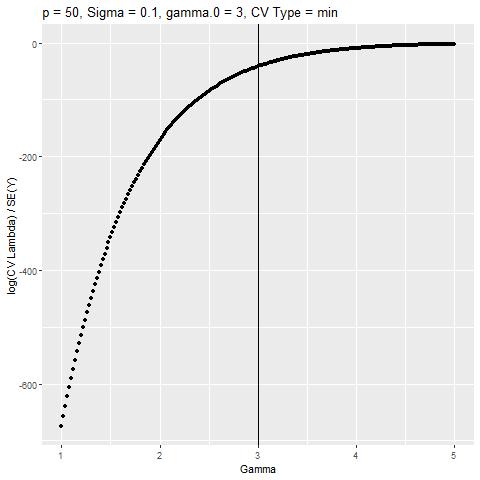 p = 50, Sigma = 0.1, gamma.0 = 3, CV Type = min
log(CV Lambda) / SE(Y)
0
-200
-400
-600
1 2 3 4 5
Gamma